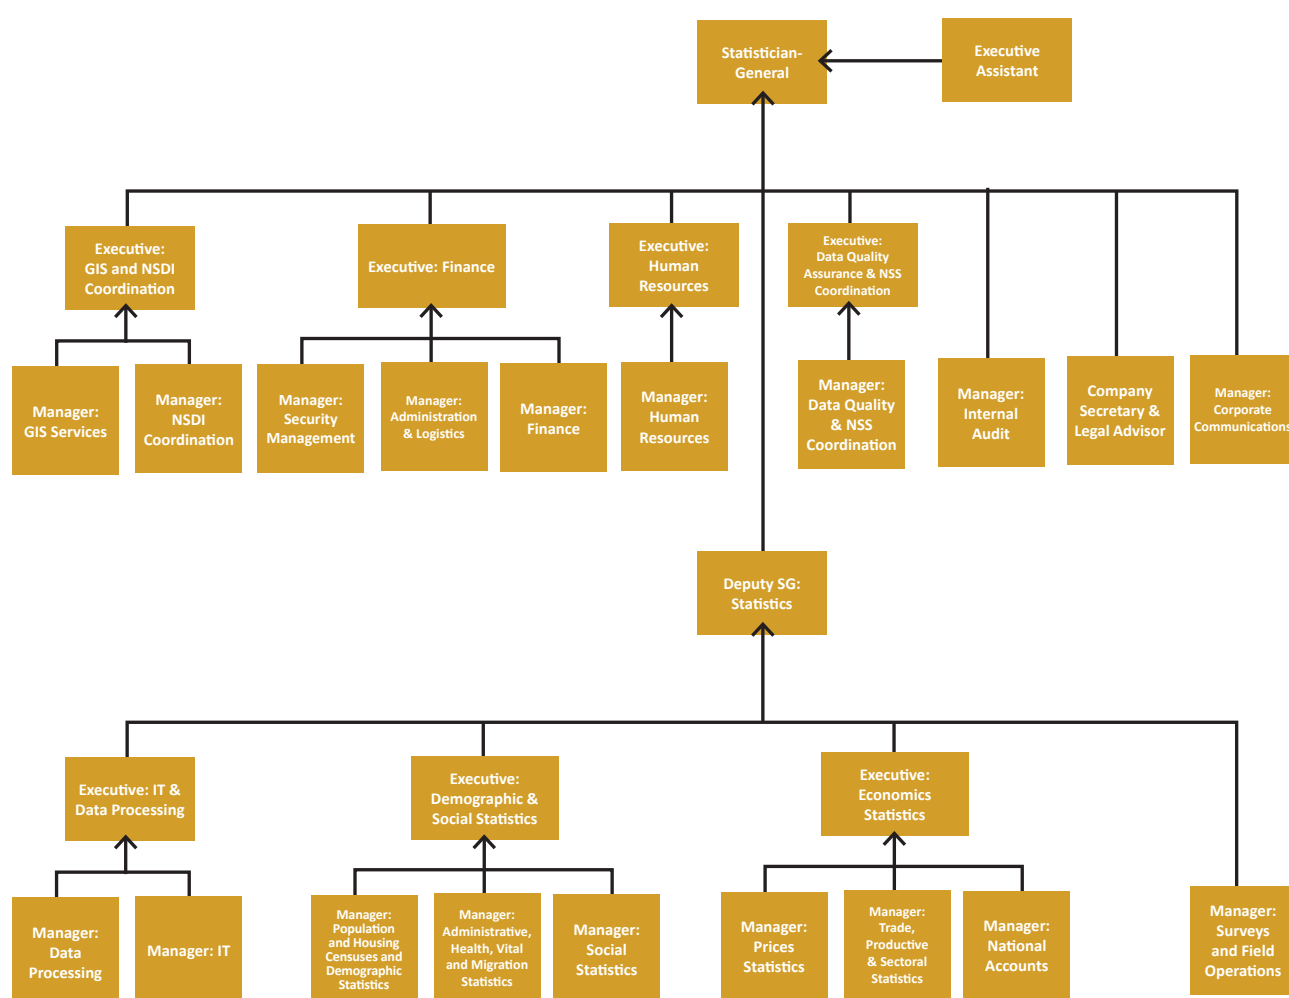 Statistician-
General
Executive
Assistant
Executive:
GIS and NSDI
Coordination
Executive: Finance
Executive:
Human
Resources
Executive:
Data Quality
Assurance & NSS
Coordination
Manager:
GIS Services
Manager:
NSDI
Coordination
Manager:
Security
Management
Manager:
Administration
& Logistics
Manager:
Finance
Manager:
Human
Resources
Manager:
Data Quality
& NSS
Coordination
Manager:
Internal
Audit
Company
Secretary &
Legal Advisor
Manager:
Corporate
Communications
Deputy SG:
Statistics
Executive: IT &
Data Processing
Executive:
Demographic &
Social Statistics
Executive:
Economics
Statistics
Manager:
Data
Processing
Manager: IT
Manager:
Population
and Housing
Censuses and
Demographic
Statistics
Manager:
Administrative,
Health, Vital
and Migration
Statistics
Manager:
Social
Statistics
Manager:
Prices
Statistics
Manager:
Trade,
Productive
& Sectoral
Statistics
Manager:
National
Accounts
Manager:
Surveys
and Field
Operations